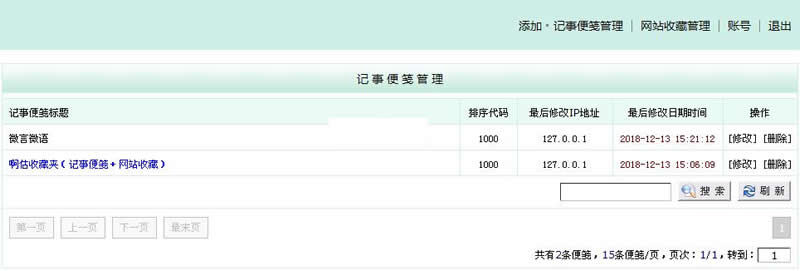 添加·记事便笺管理 | 网站收藏管理 | 账号 | 退出
记事便笺管理
记事便笺标题 排序代码 最后修改IP地址 最后修改日期时间 操作
微言微语 1000 127.0.0.1 2018-12-13 15:21:12 [修改] [删除]
啊估收藏夹(记事便笺+网站收藏) 1000 127.0.0.1 2018-12-13 15:06:09 [修改] [删除]
搜 索 刷 新
第一页 上一页 下一页 最末页 1
共有2条便笺，15条便笺/页，页次：1/1，转到： 1